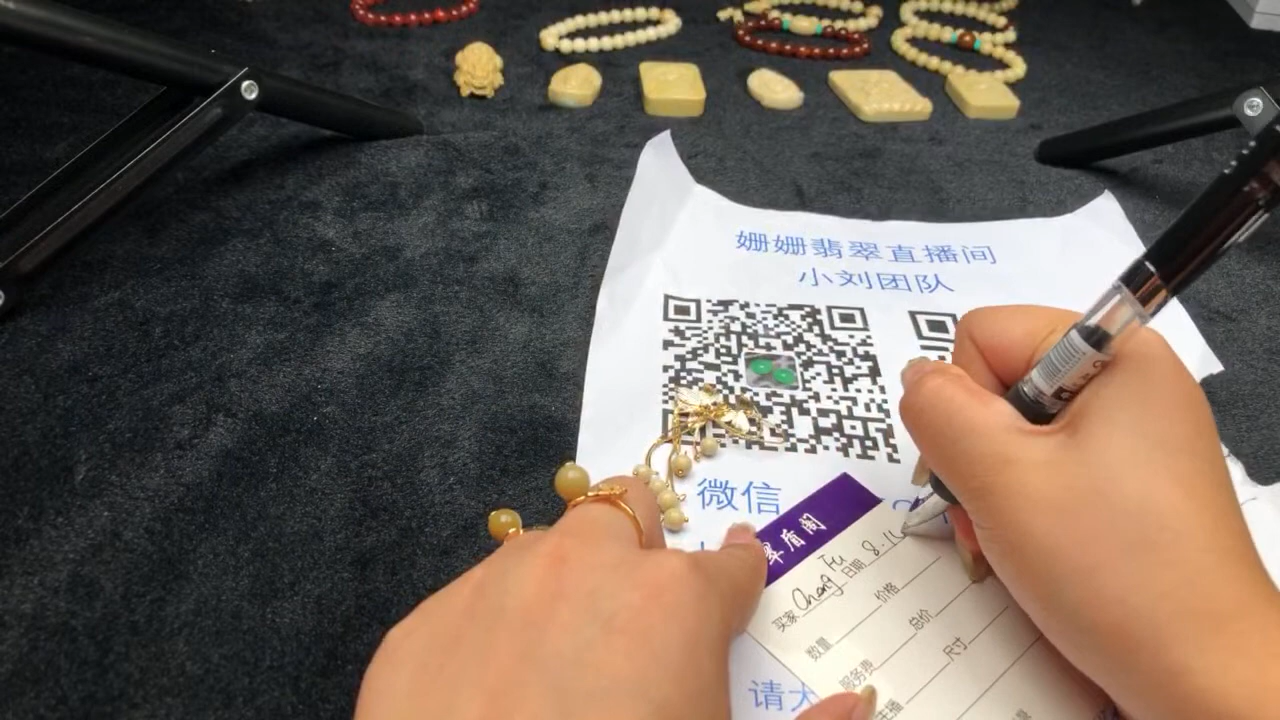 姗姗翡翠直播间
小刘团队
微信
翠盾阁
买家 Chang Fu 日期 8.16
数量 价格
服务费 总价
主播 尺寸
请大